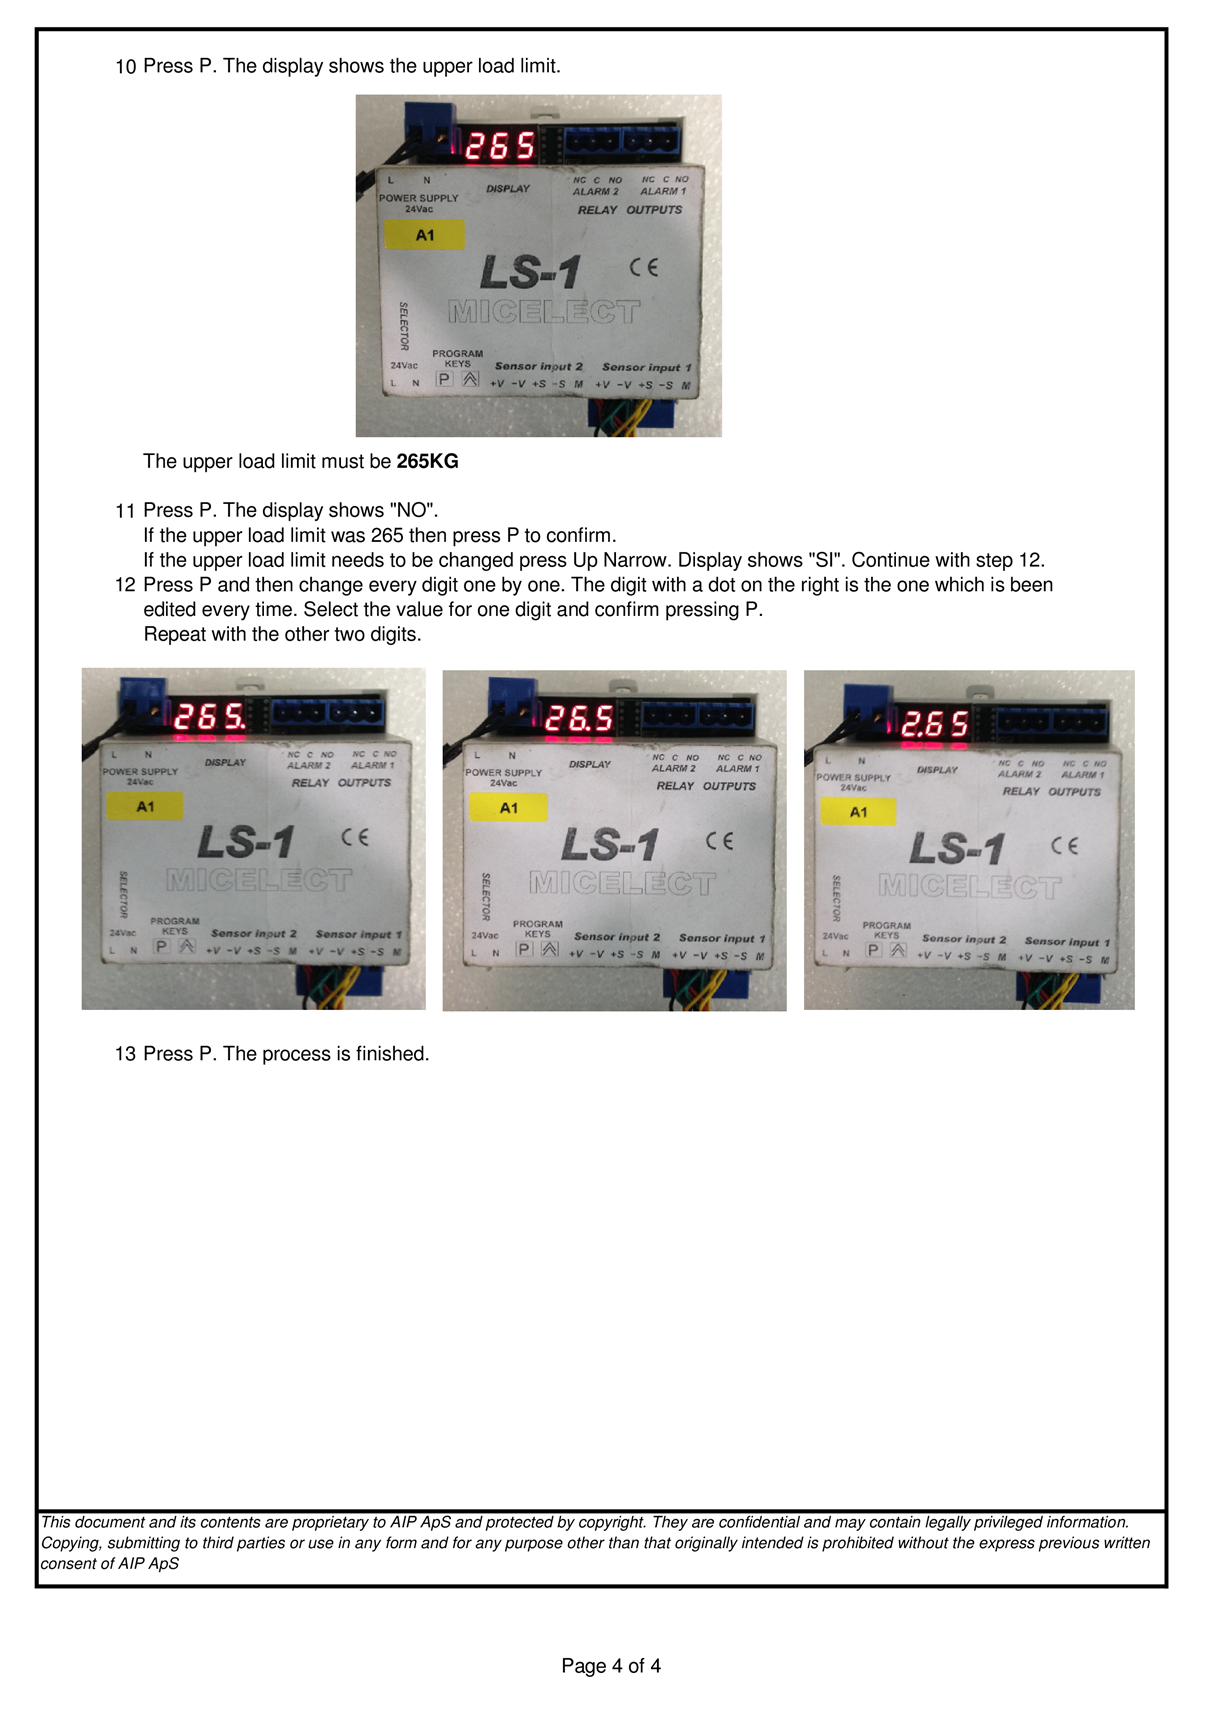 10 Press P. The display shows the upper load limit.
265
L N
DISPLAY
NC C NO NC C NO
POWER SUPPLY
24Vac
ALARM 2 ALARM 1
RELAY OUTPUTS
A1
LS-1 CE
MICELECT
SELECTOR
PROGRAM
KEYS
24Vac
Sensor input 2 Sensor input 1
L N P +V -V +S -S M +V -V +S -S M
The upper load limit must be 265KG
11 Press P. The display shows "NO".
If the upper load limit was 265 then press P to confirm.
If the upper load limit needs to be changed press Up Narrow. Display shows "SI". Continue with step 12.
12 Press P and then change every digit one by one. The digit with a dot on the right is the one which is been
edited every time. Select the value for one digit and confirm pressing P.
Repeat with the other two digits.
265.
L N
DISPLAY
NC C NO NC C NO
POWER SUPPLY
24Vac
ALARM 2 ALARM 1
RELAY OUTPUTS
A1
LS-1 CE
MICELECT
SELECTOR
PROGRAM
KEYS
24Vac
Sensor input 2 Sensor input 1
L N P +V -V +S -S M +V -V +S -S M
26.5
L N
DISPLAY
NC C NO NC C NO
POWER SUPPLY
24Vac
ALARM 2 ALARM 1
RELAY OUTPUTS
A1
LS-1 CE
MICELECT
SELECTOR
PROGRAM
KEYS
24Vac
Sensor input 2 Sensor input 1
L N P +V -V +S -S M +V -V +S -S M
2.65
L N
DISPLAY
NC C NO NC C NO
POWER SUPPLY
24Vac
ALARM 2 ALARM 1
RELAY OUTPUTS
A1
LS-1 CE
MICELECT
SELECTOR
PROGRAM
KEYS
24Vac
Sensor input 2 Sensor input 1
L N P +V -V +S -S M +V -V +S -S M
13 Press P. The process is finished.
This document and its contents are proprietary to AIP ApS and protected by copyright. They are confidential and may contain legally privileged information.
Copying, submitting to third parties or use in any form and for any purpose other than that originally intended is prohibited without the express previous written
consent of AIP ApS
Page 4 of 4